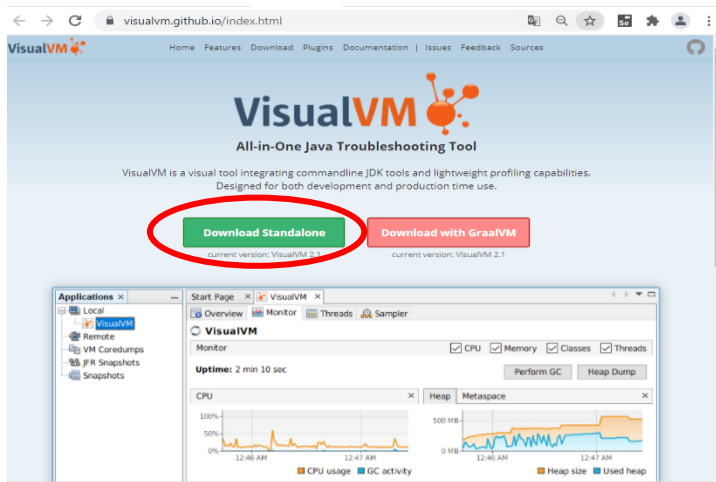 visualvm.github.io/index.html
VisualVM
Home Features Download Plugins Documentation | Issues Feedback Sources
VisualVM
All-in-One Java Troubleshooting Tool
VisualVM is a visual tool integrating commandline JDK tools and lightweight profiling capabilities.
Designed for both development and production time use.
Download Standalone Download with GraalVM
current version: VisualVM 2.1 current version: VisualVM 2.1
Applications × Start Page × VisualVM ×
Local Overview Monitor Threads Sampler
VisualVM VisualVM
Remote
VM Coredumps Monitor CPU Memory Classes Threads
JFR Snapshots
Snapshots Uptime: 2 min 10 sec Perform GC Heap Dump
CPU × Heap Metaspace ×
100% 500 MB
50%
0% 0 MB
12:46 AM 12:47 AM 12:46 AM 12:47 AM
CPU usage GC activity Heap size Used heap